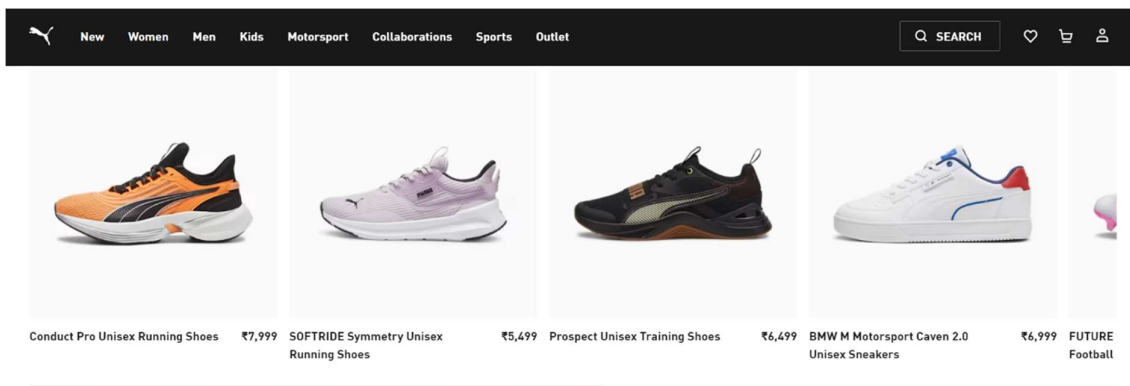 New Women Men Kids Motorsport Collaborations Sports Outlet SEARCH
Conduct Pro Unisex Running Shoes ₹7,999
SOFTRIDE Symmetry Unisex ₹5,499
Running Shoes
Prospect Unisex Training Shoes ₹6,499
BMW M Motorsport Caven 2.0 ₹6,999
Unisex Sneakers
FUTURE
Football
PUMA